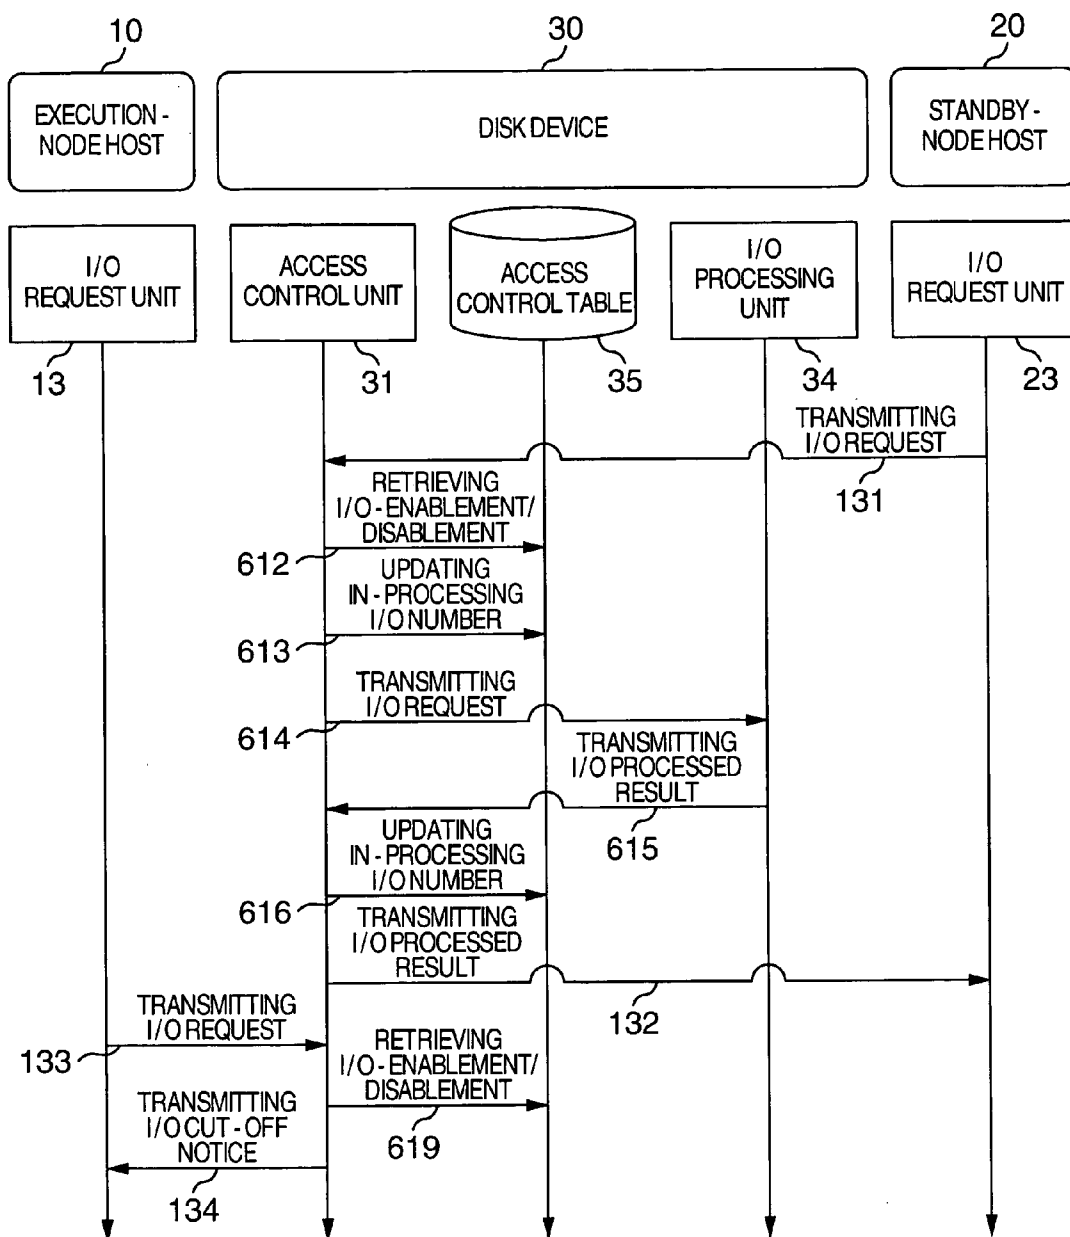 10
30
20
EXECUTION-
NODE HOST
DISK DEVICE
STANDBY-
NODE HOST
I/O
REQUEST UNIT
ACCESS
CONTROL UNIT
ACCESS
CONTROL TABLE
I/O
PROCESSING
UNIT
I/O
REQUEST UNIT
13
31
35
34
23
TRANSMITTING
I/O REQUEST
131
RETRIEVING
I/O-ENABLEMENT/
DISABLEMENT
612
UPDATING
IN-PROCESSING
I/O NUMBER
613
TRANSMITTING
I/O REQUEST
614
TRANSMITTING
I/O PROCESSED
RESULT
615
UPDATING
IN-PROCESSING
I/O NUMBER
616
TRANSMITTING
I/O PROCESSED
RESULT
132
TRANSMITTING
I/O REQUEST
133
RETRIEVING
I/O-ENABLEMENT/
DISABLEMENT
619
TRANSMITTING
I/O CUT-OFF
NOTICE
134